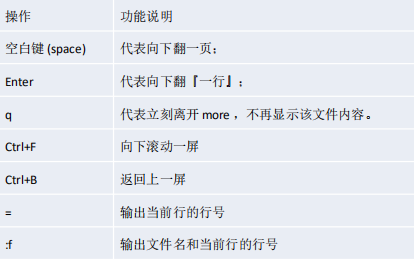 操作 功能说明
空白键 (space) 代表向下翻一页；
Enter 代表向下翻『一行』；
q 代表立刻离开 more ，不再显示该文件内容。
Ctrl+F 向下滚动一屏
Ctrl+B 返回上一屏
= 输出当前行的行号
:f 输出文件名和当前行的行号